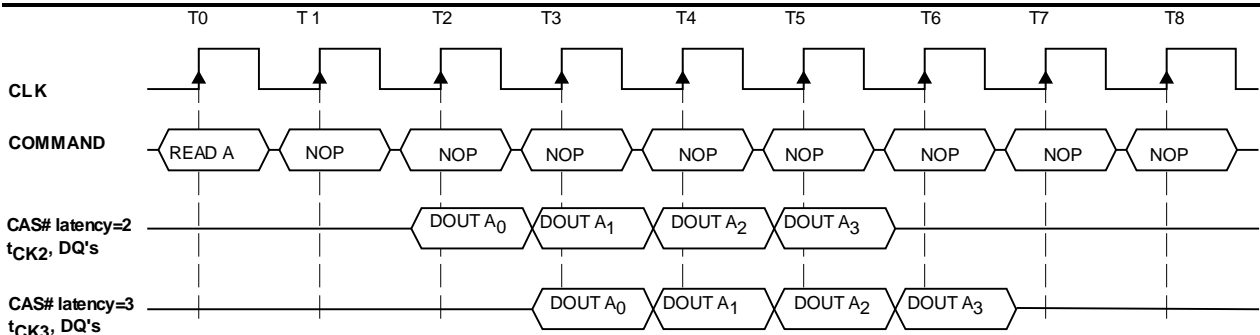 T0 T 1 T2 T3 T4 T5 T6 T7 T8
CLK
COMMAND READ A NOP NOP NOP NOP NOP NOP NOP NOP
CAS# latency=2 DOUT A0 DOUT A1 DOUT A2 DOUT A3
tCK2, DQ's
CAS# latency=3 DOUT A0 DOUT A1 DOUT A2 DOUT A3
tCK3, DQ's